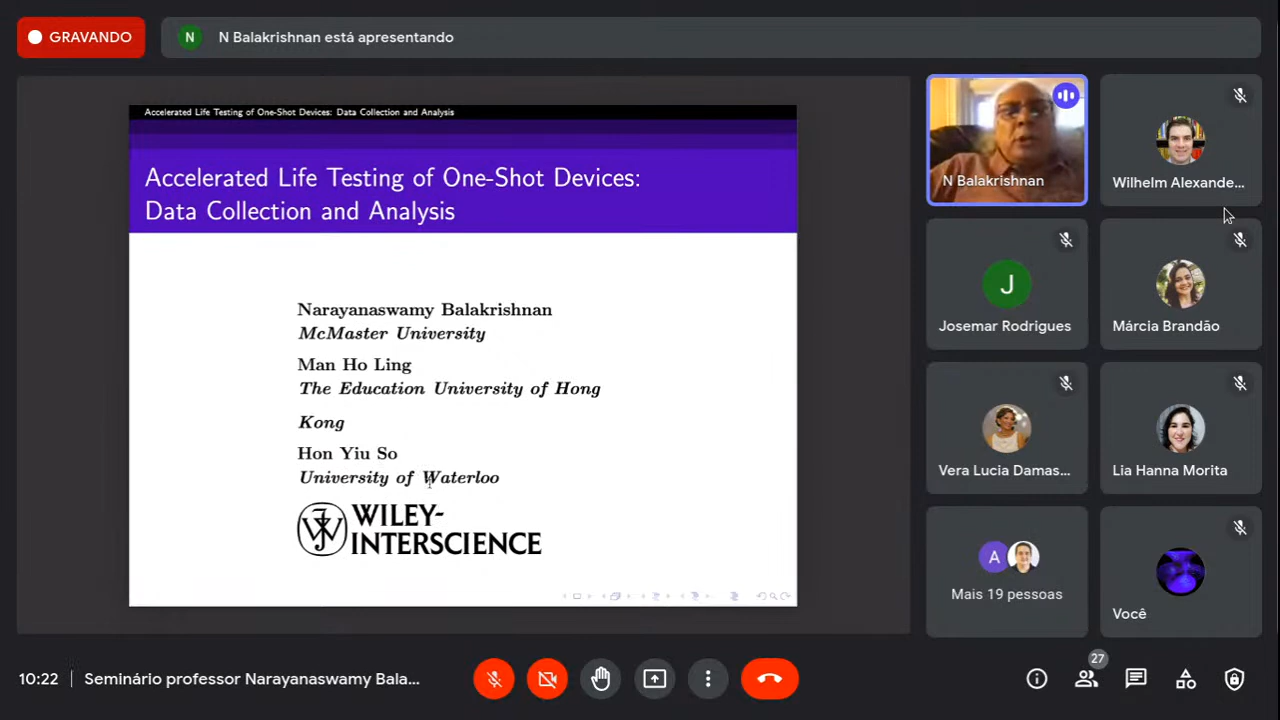 GRAVANDO
N
N Balakrishnan está apresentando
Accelerated Life Testing of One-Shot Devices: Data Collection and Analysis
Accelerated Life Testing of One-Shot Devices:
Data Collection and Analysis
Narayanaswamy Balakrishnan
McMaster University
Man Ho Ling
The Education University of Hong
Kong
Hon Yiu So
University of Waterloo
WILEY-
INTERSCIENCE
N Balakrishnan
Wilhelm Alexande...
J
Josemar Rodrigues
Márcia Brandão
Vera Lucia Damas...
Lia Hanna Morita
A
Mais 19 pessoas
Você
10:22
Seminário professor Narayanaswamy Bala...
27